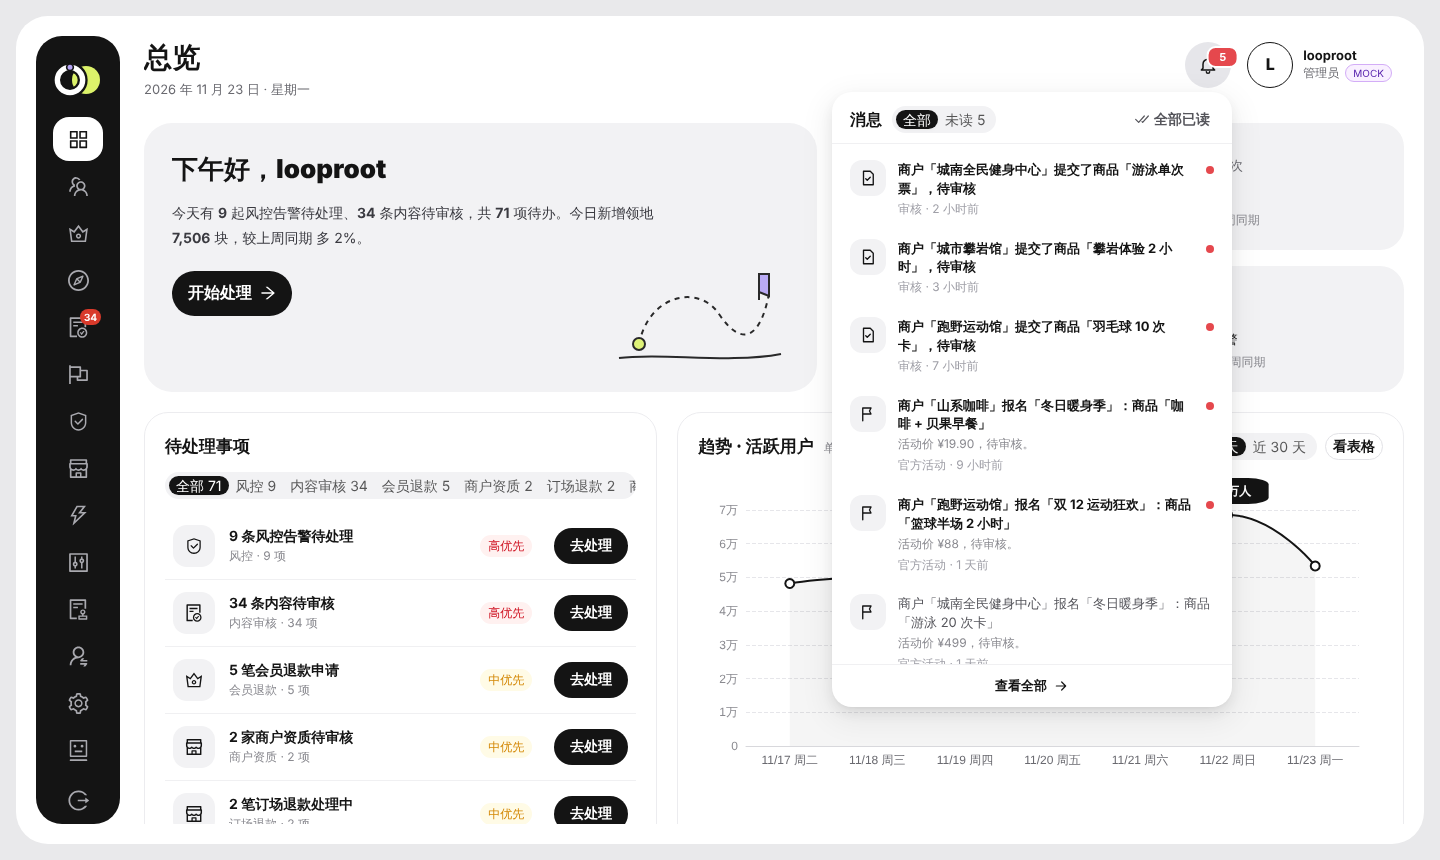 总览
2026 年 11 月 23 日 · 星期一
5
L
looproot
管理员 MOCK
34
下午好，looproot
今天有 9 起风控告警待处理、34 条内容待审核，共 71 项待办。今日新增领地
7,506 块，较上周同期 多 2%。
开始处理
消息 全部 未读 5 全部已读
商户「城南全民健身中心」提交了商品「游泳单次
票」，待审核
审核 · 2 小时前
商户「城市攀岩馆」提交了商品「攀岩体验 2 小
时」，待审核
审核 · 3 小时前
商户「跑野运动馆」提交了商品「羽毛球 10 次
卡」，待审核
审核 · 7 小时前
商户「山系咖啡」报名「冬日暖身季」：商品「咖
啡 + 贝果早餐」
活动价 ¥19.90，待审核。
官方活动 · 9 小时前
商户「跑野运动馆」报名「双 12 运动狂欢」：商品
「篮球半场 2 小时」
活动价 ¥88，待审核。
官方活动 · 1 天前
商户「城南全民健身中心」报名「冬日暖身季」：商品
「游泳 20 次卡」
活动价 ¥499，待审核。
官方活动 · 1 天前
查看全部
次
同期
周同期
待处理事项
全部 71 风控 9 内容审核 34 会员退款 5 商户资质 2 订场退款 2
9 条风控告警待处理
风控 · 9 项
高优先 去处理
34 条内容待审核
内容审核 · 34 项
高优先 去处理
5 笔会员退款申请
会员退款 · 5 项
中优先 去处理
2 家商户资质待审核
商户资质 · 2 项
中优先 去处理
2 笔订场退款处理中
订场退款 · 2 项
中优先 去处理
趋势 · 活跃用户
天 近 30 天 看表格
万人
7万
6万
5万
4万
3万
2万
1万
0
11/17 周二 11/18 周三 11/19 周四 11/20 周五 11/21 周六 11/22 周日 11/23 周一